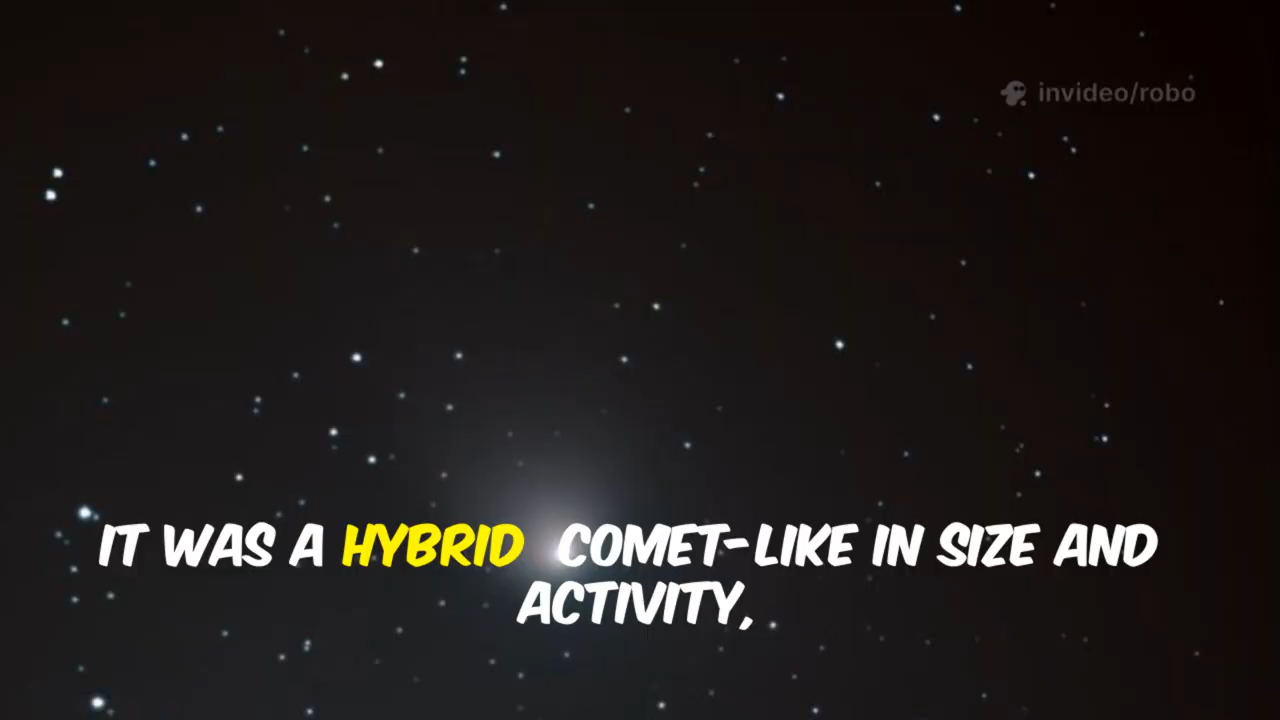 invideo/robo
IT WAS A HYBRID COMET-LIKE IN SIZE AND
ACTIVITY,